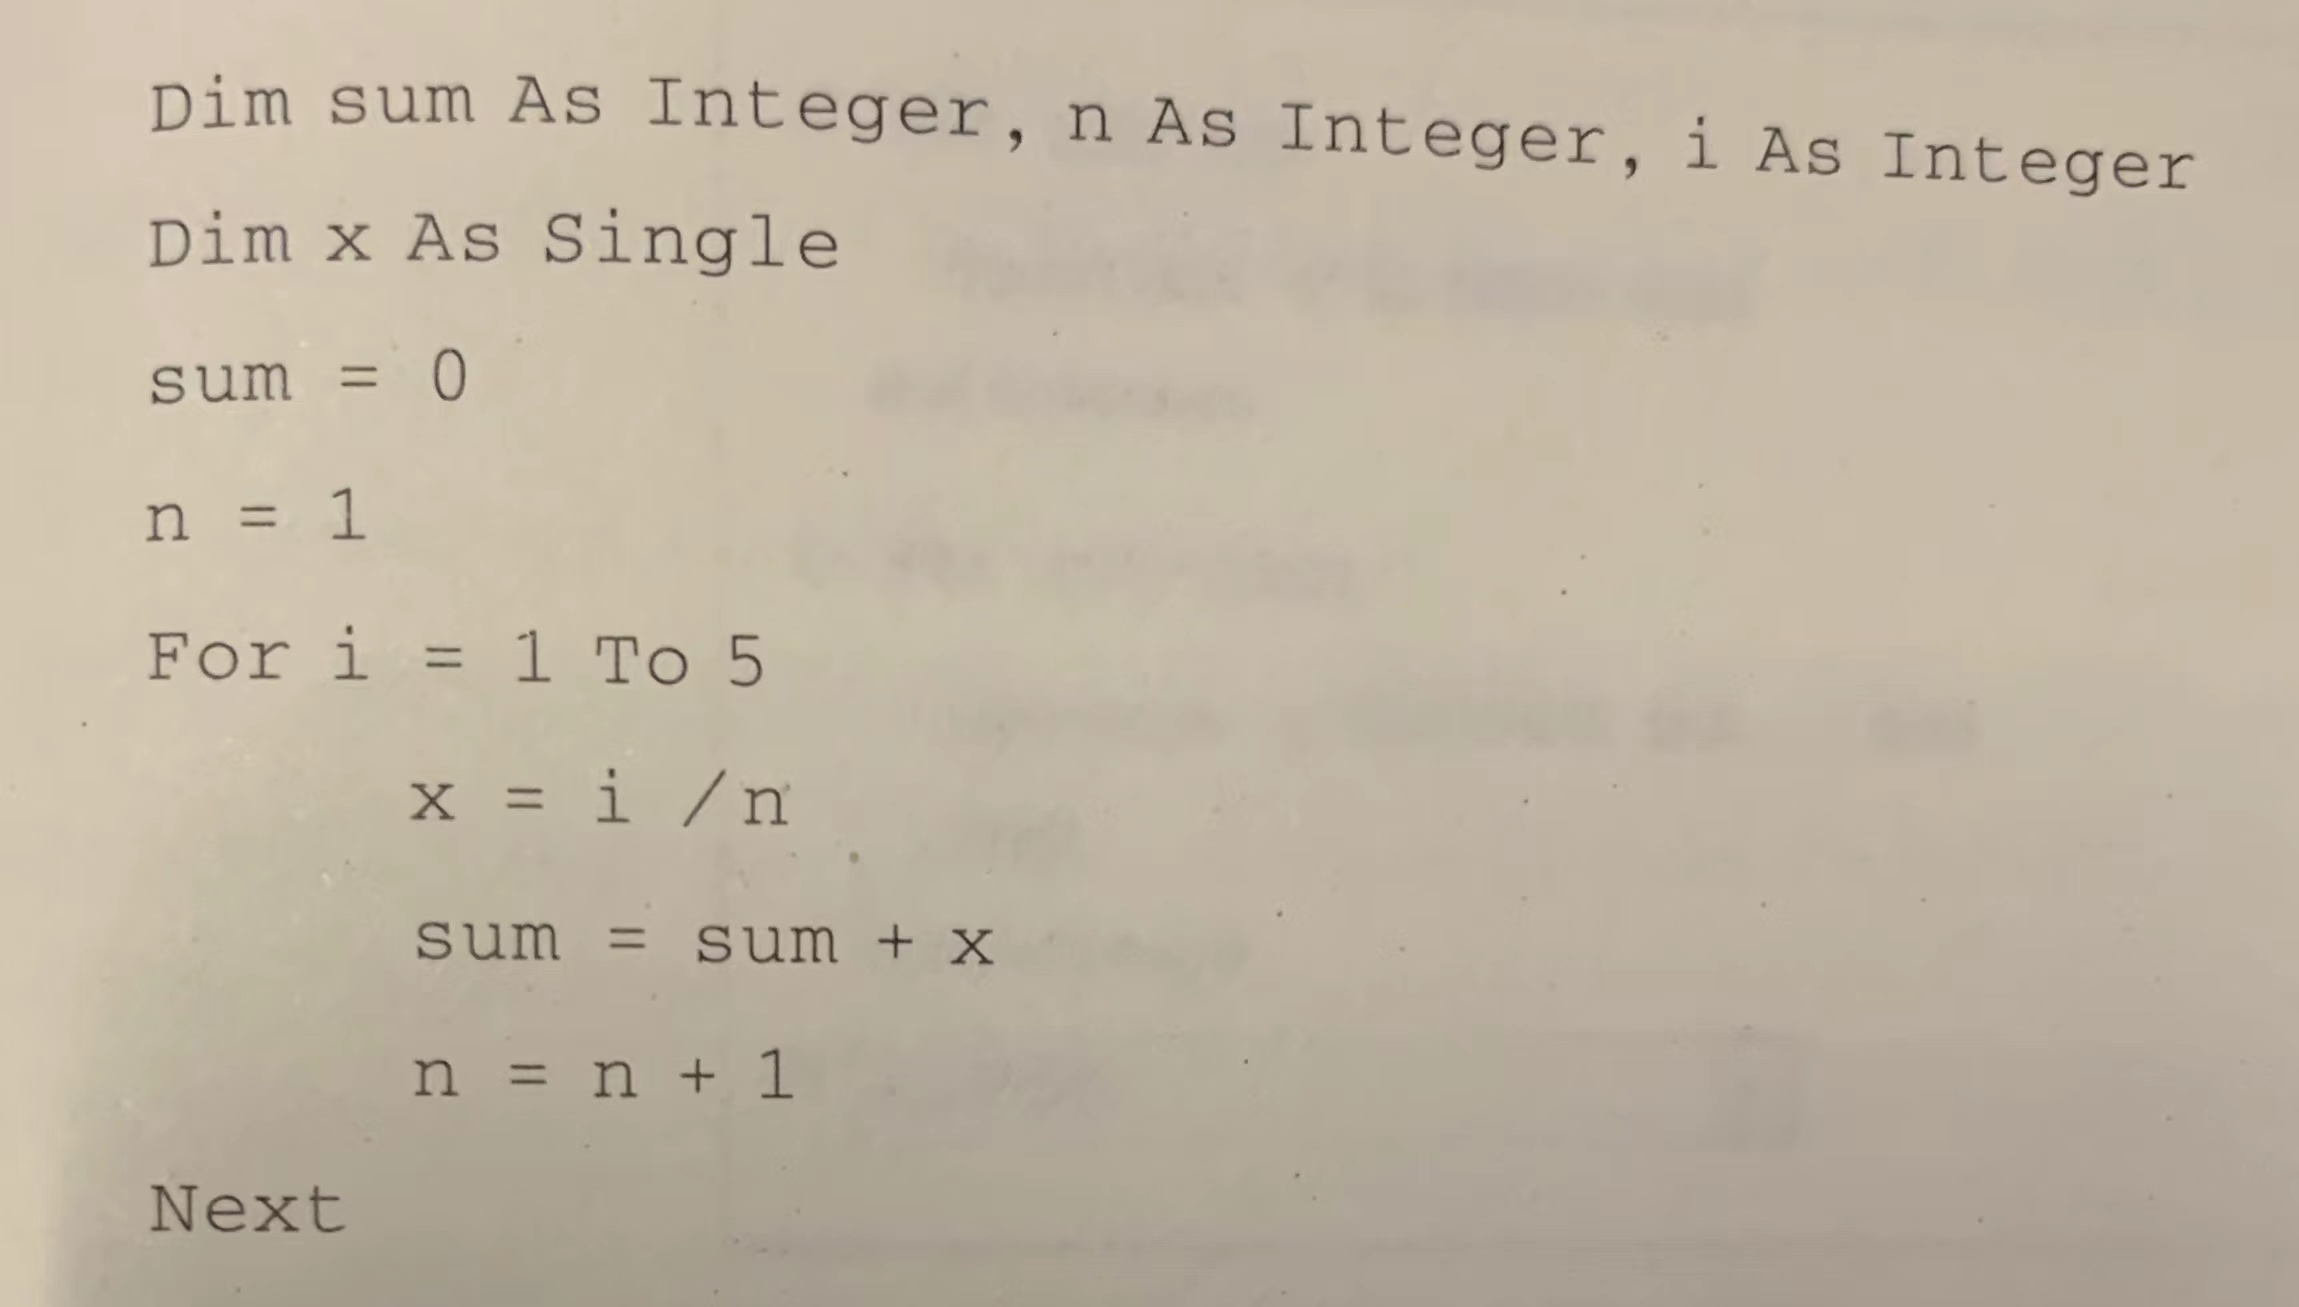 Dim sum As Integer, n As Integer, i As Integer
Dim x As Single
sum = 0
n = 1
For i = 1 To 5
x = i /n
sum = sum + x
n = n + 1
Next